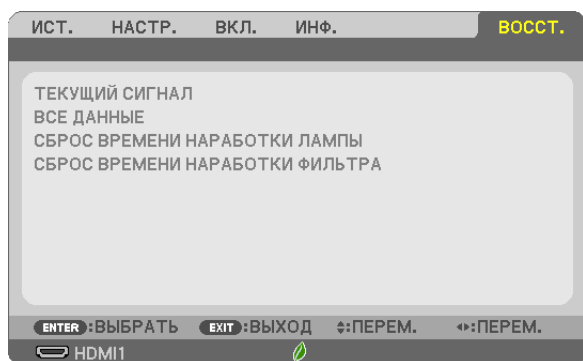 ИСТ. НАСТР. ВКЛ. ИНФ. ВОССТ.
ТЕКУЩИЙ СИГНАЛ
ВСЕ ДАННЫЕ
СБРОС ВРЕМЕНИ НАРАБОТКИ ЛАМПЫ
СБРОС ВРЕМЕНИ НАРАБОТКИ ФИЛЬТРА
ENTER:ВЫБРАТЬ EXIT:ВЫХОД :ПЕРЕМ. :ПЕРЕМ.
HDMI1